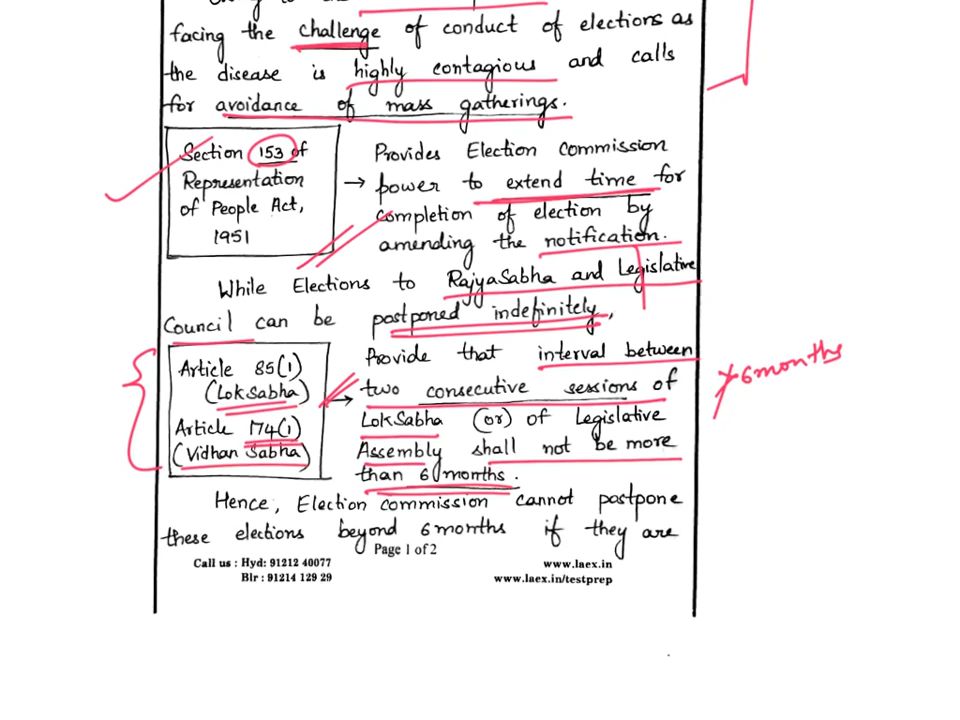 facing the challenge of conduct of elections as
the disease is highly contagious and calls
for avoidance of mass gatherings.
Section 153 of
Representation
of People Act,
1951
Provides Election Commission
→ power to extend time for
completion of election by
amending the notification.
While Elections to RajyaSabha and Legislative
Council can be postponed indefinitely,
Article 85(1)
(LokSabha)
Article 174(1)
(Vidhan Sabha)
Provide that interval between
→ two consecutive sessions of
LokSabha (or) of Legislative
Assembly shall not be more
than 6 months.
≯ 6 months
Hence, Election commission cannot postpone
these elections beyond 6 months if they are
Page 1 of 2
Call us : Hyd: 91212 40077
Blr : 91214 129 29
www.laex.in
www.laex.in/testprep